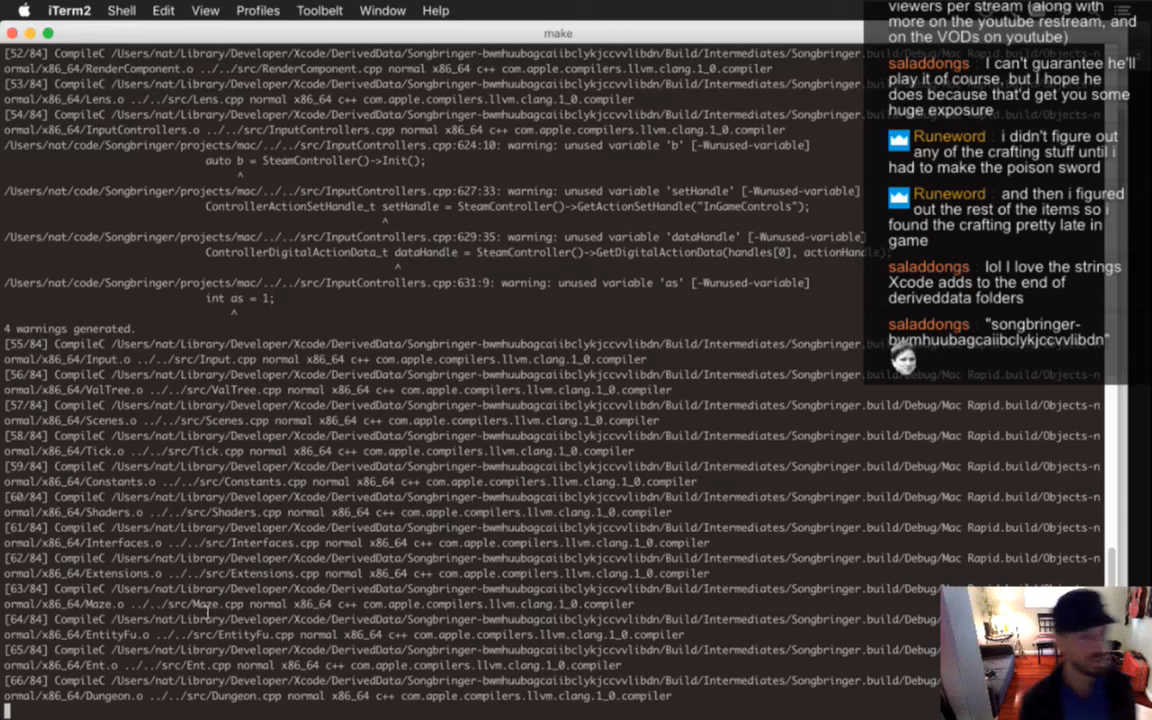 iTerm2 Shell Edit View Profiles Toolbelt Window Help
make
[52/84] CompileC /Users/nat/Library/Developer/Xcode/DerivedData/Songbringer-bwmhuubagcaiibclykjccvvlibdn/Build/Intermediates/Songbringer.build/Debug/Mac Rapid.build/Objects-n
ormal/x86_64/RenderComponent.o ../../src/RenderComponent.cpp normal x86_64 c++ com.apple.compilers.llvm.clang.1_0.compiler
[53/84] CompileC /Users/nat/Library/Developer/Xcode/DerivedData/Songbringer-bwmhuubagcaiibclykjccvvlibdn/Build/Intermediates/Songbringer.build/Debug/Mac Rapid.build/Objects-n
ormal/x86_64/Lens.o ../../src/Lens.cpp normal x86_64 c++ com.apple.compilers.llvm.clang.1_0.compiler
[54/84] CompileC /Users/nat/Library/Developer/Xcode/DerivedData/Songbringer-bwmhuubagcaiibclykjccvvlibdn/Build/Intermediates/Songbringer.build/Debug/Mac Rapid.build/Objects-n
ormal/x86_64/InputControllers.o ../../src/InputControllers.cpp normal x86_64 c++ com.apple.compilers.llvm.clang.1_0.compiler
/Users/nat/code/Songbringer/projects/mac/../../src/InputControllers.cpp:624:10: warning: unused variable 'b' [-Wunused-variable]
auto b = SteamController()->Init();
^
/Users/nat/code/Songbringer/projects/mac/../../src/InputControllers.cpp:627:33: warning: unused variable 'setHandle' [-Wunused-variable]
ControllerActionSetHandle_t setHandle = SteamController()->GetActionSetHandle("InGameControls");
^
/Users/nat/code/Songbringer/projects/mac/../../src/InputControllers.cpp:629:35: warning: unused variable 'dataHandle' [-Wunused-variable]
ControllerDigitalActionData_t dataHandle = SteamController()->GetDigitalActionData(handles[0], actionHandle);
^
/Users/nat/code/Songbringer/projects/mac/../../src/InputControllers.cpp:631:9: warning: unused variable 'as' [-Wunused-variable]
int as = 1;
^
4 warnings generated.
[55/84] CompileC /Users/nat/Library/Developer/Xcode/DerivedData/Songbringer-bwmhuubagcaiibclykjccvvlibdn/Build/Intermediates/Songbringer.build/Debug/Mac Rapid.build/Objects-n
ormal/x86_64/Input.o ../../src/Input.cpp normal x86_64 c++ com.apple.compilers.llvm.clang.1_0.compiler
[56/84] CompileC /Users/nat/Library/Developer/Xcode/DerivedData/Songbringer-bwmhuubagcaiibclykjccvvlibdn/Build/Intermediates/Songbringer.build/Debug/Mac Rapid.build/Objects-n
ormal/x86_64/ValTree.o ../../src/ValTree.cpp normal x86_64 c++ com.apple.compilers.llvm.clang.1_0.compiler
[57/84] CompileC /Users/nat/Library/Developer/Xcode/DerivedData/Songbringer-bwmhuubagcaiibclykjccvvlibdn/Build/Intermediates/Songbringer.build/Debug/Mac Rapid.build/Objects-n
ormal/x86_64/Scenes.o ../../src/Scenes.cpp normal x86_64 c++ com.apple.compilers.llvm.clang.1_0.compiler
[58/84] CompileC /Users/nat/Library/Developer/Xcode/DerivedData/Songbringer-bwmhuubagcaiibclykjccvvlibdn/Build/Intermediates/Songbringer.build/Debug/Mac Rapid.build/Objects-n
ormal/x86_64/Tick.o ../../src/Tick.cpp normal x86_64 c++ com.apple.compilers.llvm.clang.1_0.compiler
[59/84] CompileC /Users/nat/Library/Developer/Xcode/DerivedData/Songbringer-bwmhuubagcaiibclykjccvvlibdn/Build/Intermediates/Songbringer.build/Debug/Mac Rapid.build/Objects-n
ormal/x86_64/Constants.o ../../src/Constants.cpp normal x86_64 c++ com.apple.compilers.llvm.clang.1_0.compiler
[60/84] CompileC /Users/nat/Library/Developer/Xcode/DerivedData/Songbringer-bwmhuubagcaiibclykjccvvlibdn/Build/Intermediates/Songbringer.build/Debug/Mac Rapid.build/Objects-n
ormal/x86_64/Shaders.o ../../src/Shaders.cpp normal x86_64 c++ com.apple.compilers.llvm.clang.1_0.compiler
[61/84] CompileC /Users/nat/Library/Developer/Xcode/DerivedData/Songbringer-bwmhuubagcaiibclykjccvvlibdn/Build/Intermediates/Songbringer.build/Debug/Mac Rapid.build/Objects-n
ormal/x86_64/Interfaces.o ../../src/Interfaces.cpp normal x86_64 c++ com.apple.compilers.llvm.clang.1_0.compiler
[62/84] CompileC /Users/nat/Library/Developer/Xcode/DerivedData/Songbringer-bwmhuubagcaiibclykjccvvlibdn/Build/Intermediates/Songbringer.build/Debug/Mac Rapid.build/Objects-n
ormal/x86_64/Extensions.o ../../src/Extensions.cpp normal x86_64 c++ com.apple.compilers.llvm.clang.1_0.compiler
[63/84] CompileC /Users/nat/Library/Developer/Xcode/DerivedData/Songbringer-bwmhuubagcaiibclykjccvvlibdn/Build/Intermediates/Songbringer.build/Debug
ormal/x86_64/Maze.o ../../src/Maze.cpp normal x86_64 c++ com.apple.compilers.llvm.clang.1_0.compiler
[64/84] CompileC /Users/nat/Library/Developer/Xcode/DerivedData/Songbringer-bwmhuubagcaiibclykjccvvlibdn/Build/Intermediates/Songbringer.build/Debug
ormal/x86_64/EntityFu.o ../../src/EntityFu.cpp normal x86_64 c++ com.apple.compilers.llvm.clang.1_0.compiler
[65/84] CompileC /Users/nat/Library/Developer/Xcode/DerivedData/Songbringer-bwmhuubagcaiibclykjccvvlibdn/Build/Intermediates/Songbringer.build/Debug
ormal/x86_64/Ent.o ../../src/Ent.cpp normal x86_64 c++ com.apple.compilers.llvm.clang.1_0.compiler
[66/84] CompileC /Users/nat/Library/Developer/Xcode/DerivedData/Songbringer-bwmhuubagcaiibclykjccvvlibdn/Build/Intermediates/Songbringer.build/Debug
ormal/x86_64/Dungeon.o ../../src/Dungeon.cpp normal x86_64 c++ com.apple.compilers.llvm.clang.1_0.compiler
viewers per stream (along with
more on the youtube restream, and
on the VODs on youtube)
saladdongs I can't guarantee he'll
play it of course, but I hope he
does because that'd get you some
huge exposure
Runeword i didn't figure out
any of the crafting stuff until i
had to make the poison sword
Runeword and then i figured
out the rest of the items so i
found the crafting pretty late in
game
saladdongs lol I love the strings
Xcode adds to the end of
deriveddata folders
saladdongs "songbringer-
bwmhuubagcaiibclykjccvvlibdn"